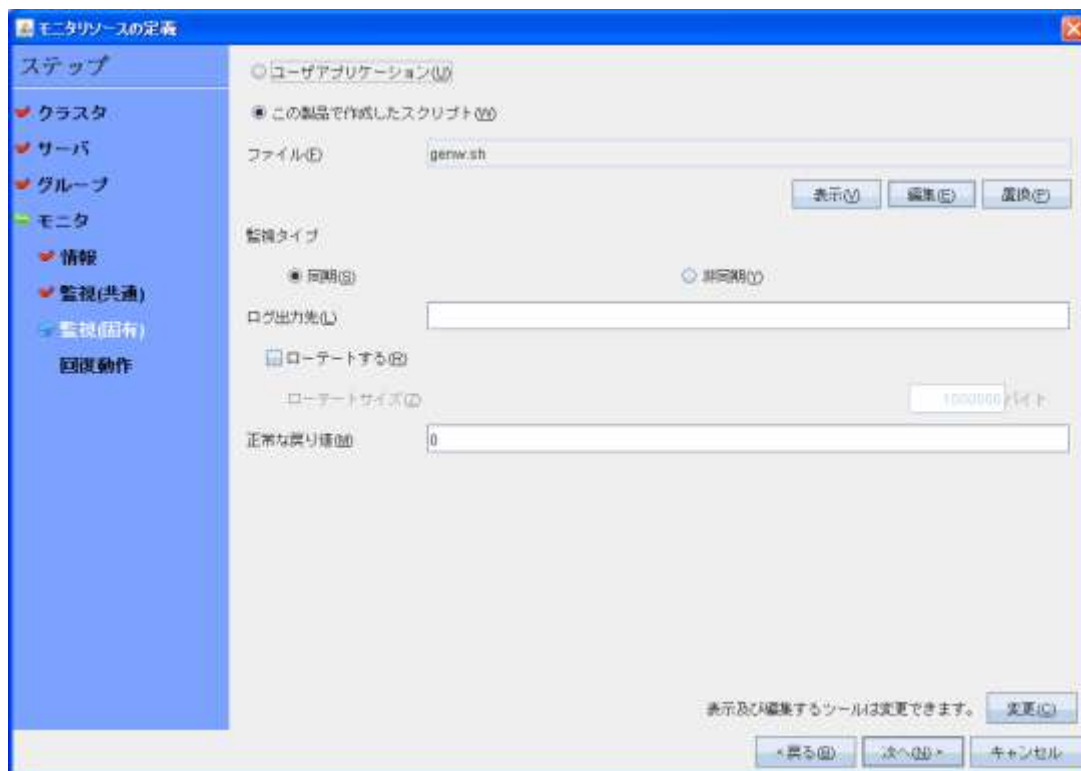 モニタリソースの定義
ステップ
クラスタ
サーバ
グループ
モニタ
情報
監視(共通)
監視(固有)
回復動作
ユーザアプリケーション(U)
この製品で作成したスクリプト(W)
ファイル(F) genw.sh
表示(V) 編集(E) 置換(P)
監視タイプ
同期(S) 非同期(Y)
ログ出力先(L)
ローテートする(R)
ローテートサイズ(Z) 1000000 バイト
正常な戻り値(M) 0
表示及び編集するツールは変更できます。 変更(C)
<戻る(B) 次へ(N)> キャンセル